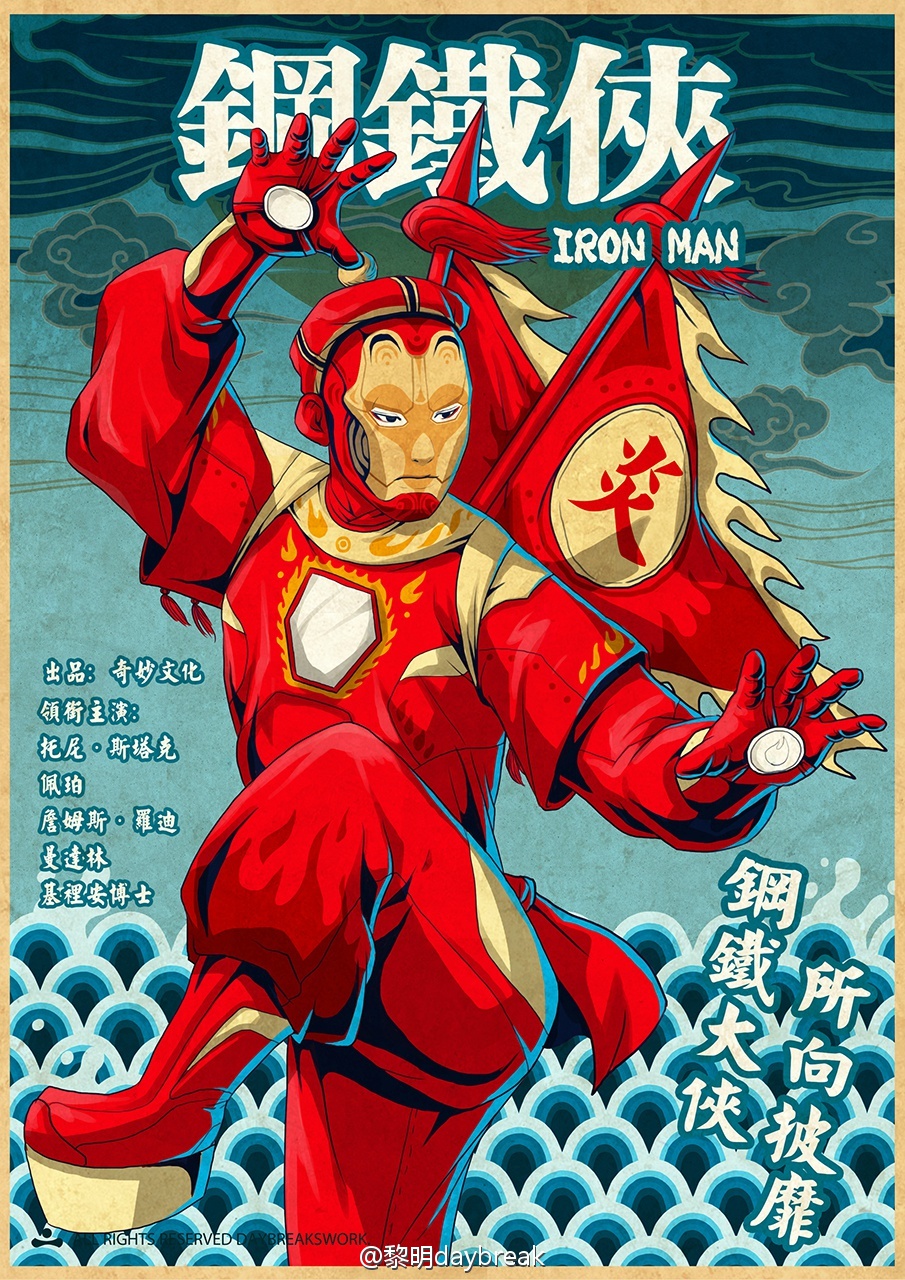 鋼鐵俠
IRON MAN
出品：奇妙文化
領銜主演：
托尼·斯塔克
佩珀
詹姆斯·羅迪
曼達林
基裡安博士
所向披靡
鋼鐵大俠
ALL RIGHTS RESERVED DAYBREAKSWORK
@黎明daybreak